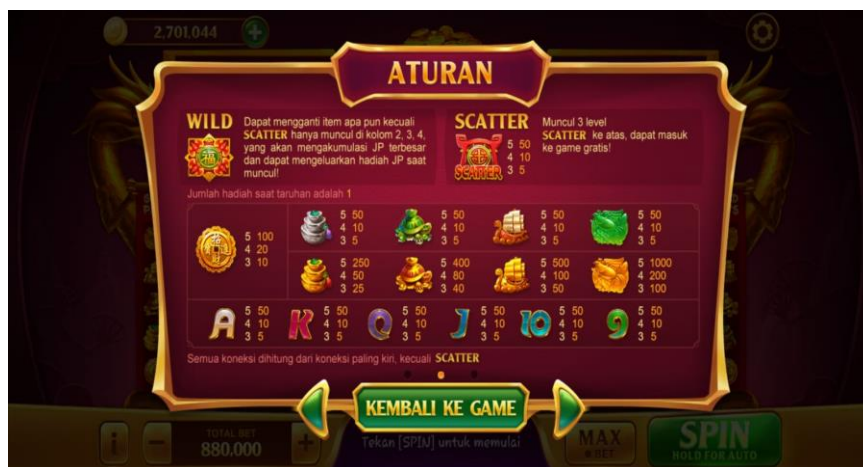 2,701,044
ATURAN
WILD
Dapat mengganti item apa pun kecuali
SCATTER hanya muncul di kolom 2, 3, 4,
yang akan mengakumulasi JP terbesar
dan dapat mengeluarkan hadiah JP saat
muncul!
SCATTER
SCATTER
5 50
4 10
3 5
Muncul 3 level
SCATTER ke atas, dapat masuk
ke game gratis!
Jumlah hadiah saat taruhan adalah 1
5 100
4 20
3 10
5 50
4 10
3 5
5 50
4 10
3 5
5 50
4 10
3 5
5 50
4 10
3 5
5 250
4 50
3 25
5 400
4 80
3 40
5 500
4 100
3 50
5 1000
4 200
3 100
A
5 50
4 10
3 5
K
5 50
4 10
3 5
Q
5 50
4 10
3 5
J
5 50
4 10
3 5
10
5 50
4 10
3 5
9
5 50
4 10
3 5
Semua koneksi dihitung dari koneksi paling kiri, kecuali SCATTER
KEMBALI KE GAME
TOTAL BET
880,000
Tekan [SPIN] untuk memulai
MAX
BET
SPIN
HOLD FOR AUTO